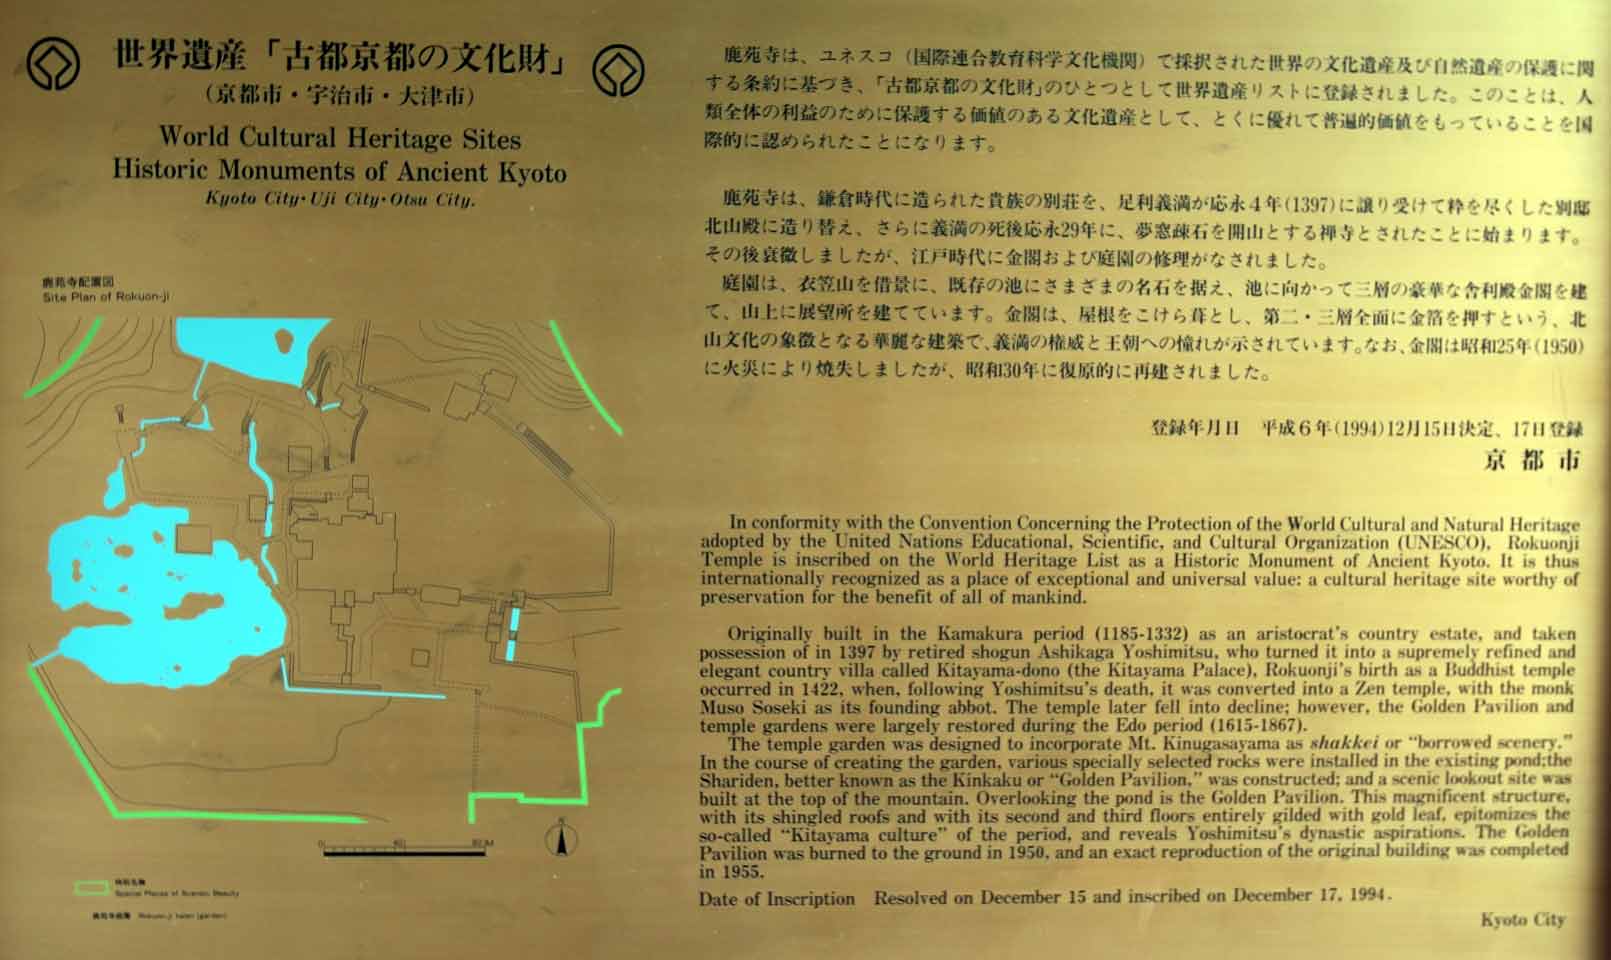 世界遺産「古都京都の文化財」
(京都市・宇治市・大津市)
World Cultural Heritage Sites
Historic Monuments of Ancient Kyoto
Kyoto City・Uji City・Otsu City.
鹿苑寺配置図
Site Plan of Rokuon-ji
N
0 40 80 M
特別名勝
Special Places of Scenic Beauty
鹿苑寺庭園 Rokuon-ji teien (garden)
鹿苑寺は、ユネスコ(国際連合教育科学文化機関)で採択された世界の文化遺産及び自然遺産の保護に関
する条約に基づき、「古都京都の文化財」のひとつとして世界遺産リストに登録されました。このことは、人
類全体の利益のために保護する価値のある文化遺産として、とくに優れて普遍的価値をもっていることを国
際的に認められたことになります。
鹿苑寺は、鎌倉時代に造られた貴族の別荘を、足利義満が応永4年(1397)に譲り受けて粋を尽くした別邸
北山殿に造り替え、さらに義満の死後応永29年に、夢窓疎石を開山とする禅寺とされたことに始まります。
その後衰微しましたが、江戸時代に金閣および庭園の修理がなされました。
庭園は、衣笠山を借景に、既存の池にさまざまの名石を据え、池に向かって三層の豪華な舎利殿金閣を建
て、山上に展望所を建てています。金閣は、屋根をこけら葺とし、第二・三層全面に金箔を押すという、北
山文化の象徴となる華麗な建築で、義満の権威と王朝への憧れが示されています。なお、金閣は昭和25年(1950)
に火災により焼失しましたが、昭和30年に復原的に再建されました。
登録年月日 平成6年(1994)12月15日決定、17日登録
京都市
In conformity with the Convention Concerning the Protection of the World Cultural and Natural Heritage
adopted by the United Nations Educational, Scientific, and Cultural Organization (UNESCO), Rokuonji
Temple is inscribed on the World Heritage List as a Historic Monument of Ancient Kyoto. It is thus
internationally recognized as a place of exceptional and universal value: a cultural heritage site worthy of
preservation for the benefit of all of mankind.
Originally built in the Kamakura period (1185-1332) as an aristocrat's country estate, and taken
possession of in 1397 by retired shogun Ashikaga Yoshimitsu, who turned it into a supremely refined and
elegant country villa called Kitayama-dono (the Kitayama Palace), Rokuonji's birth as a Buddhist temple
occurred in 1422, when, following Yoshimitsu's death, it was converted into a Zen temple, with the monk
Muso Soseki as its founding abbot. The temple later fell into decline; however, the Golden Pavilion and
temple gardens were largely restored during the Edo period (1615-1867).
The temple garden was designed to incorporate Mt. Kinugasayama as shakkei or "borrowed scenery."
In the course of creating the garden, various specially selected rocks were installed in the existing pond;the
Shariden, better known as the Kinkaku or "Golden Pavilion," was constructed; and a scenic lookout site was
built at the top of the mountain. Overlooking the pond is the Golden Pavilion. This magnificent structure,
with its shingled roofs and with its second and third floors entirely gilded with gold leaf, epitomizes the
so-called "Kitayama culture" of the period, and reveals Yoshimitsu's dynastic aspirations. The Golden
Pavilion was burned to the ground in 1950, and an exact reproduction of the original building was completed
in 1955.
Date of Inscription Resolved on December 15 and inscribed on December 17, 1994.
Kyoto City